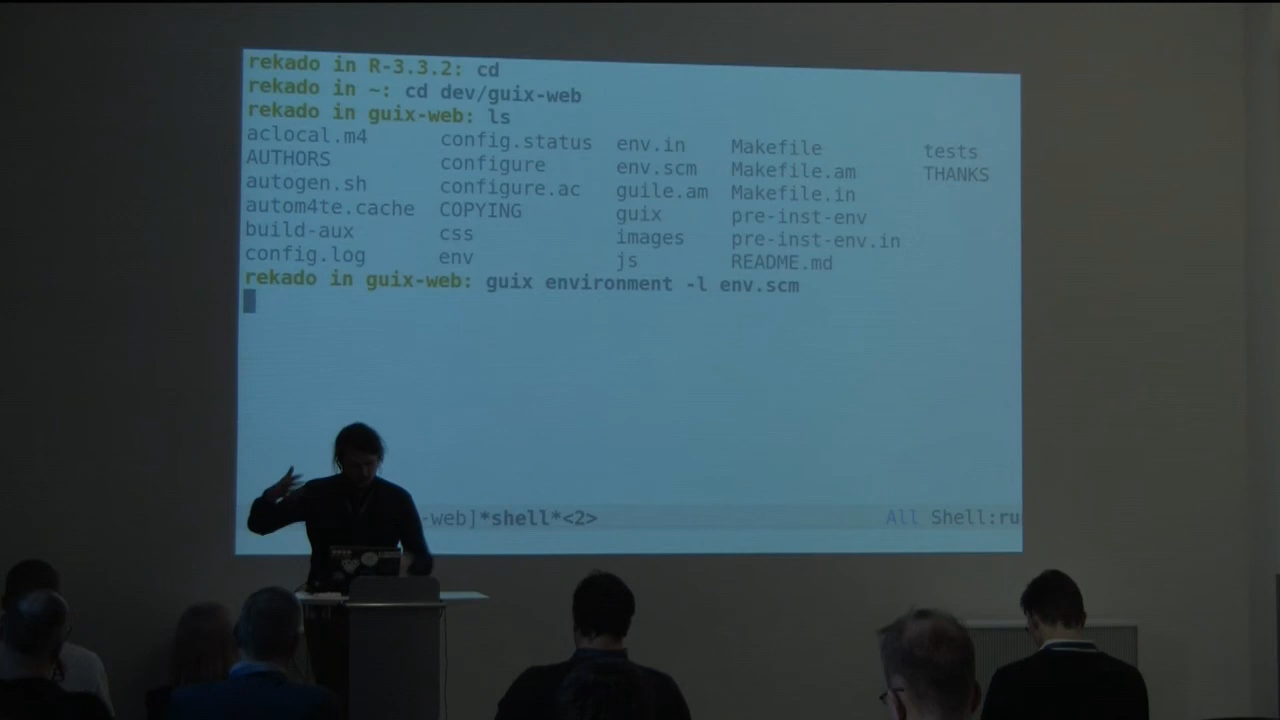 rekado in R-3.3.2: cd
rekado in ~: cd dev/guix-web
rekado in guix-web: ls
aclocal.m4 config.status env.in Makefile tests
AUTHORS configure env.scm Makefile.am THANKS
autogen.sh configure.ac guile.am Makefile.in
autom4te.cache COPYING guix pre-inst-env
build-aux css images pre-inst-env.in
config.log env js README.md
rekado in guix-web: guix environment -l env.scm
-web]*shell*<2> All Shell:ru